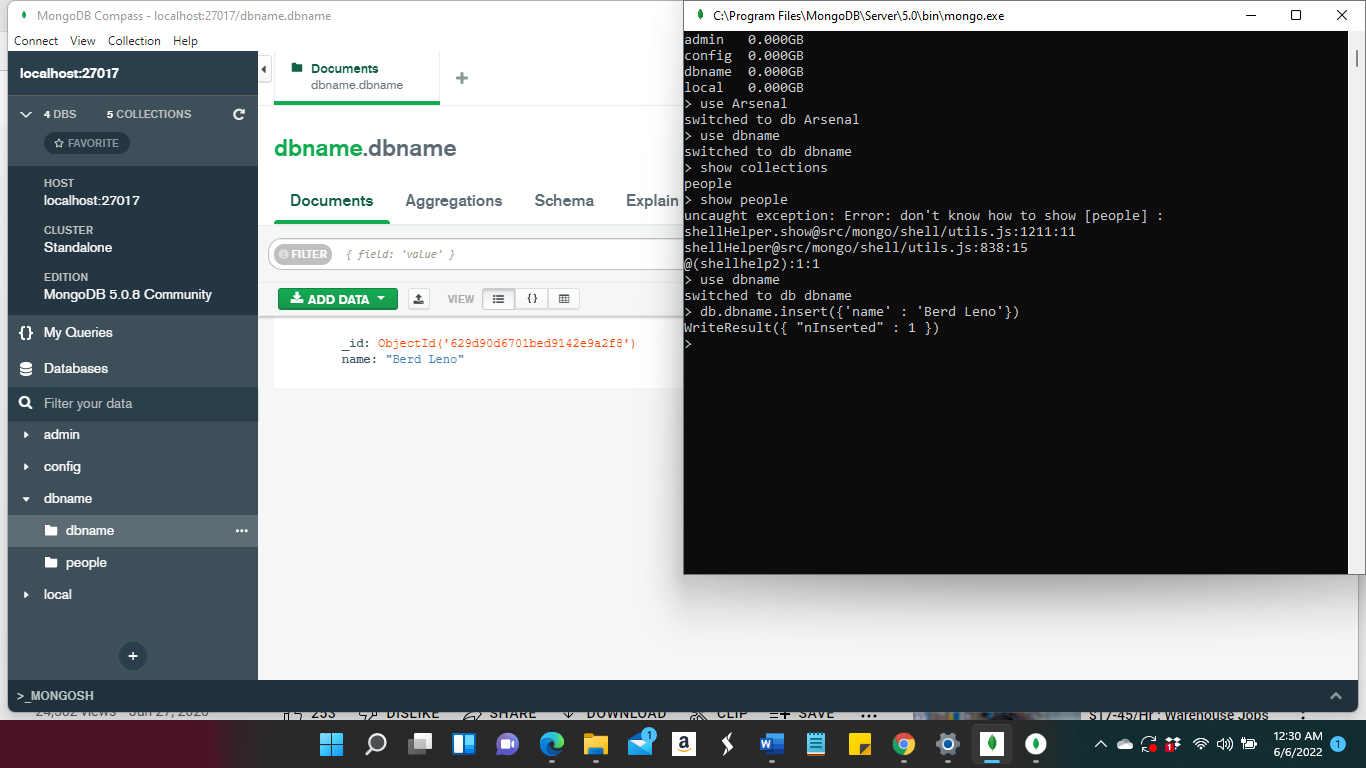 MongoDB Compass - localhost:27017/dbname.dbname
Connect View Collection Help
localhost:27017
4 DBS 5 COLLECTIONS
FAVORITE
HOST
localhost:27017
CLUSTER
Standalone
EDITION
MongoDB 5.0.8 Community
My Queries
Databases
Filter your data
admin
config
dbname
dbname
people
local
>_MONGOSH
Documents
dbname.dbname
dbname.dbname
Documents Aggregations Schema Explain
FILTER { field: 'value' }
ADD DATA VIEW
_id: ObjectId('629d90d6701bed9142e9a2f8')
name: "Berd Leno"
C:\Program Files\MongoDB\Server\5.0\bin\mongo.exe
admin 0.000GB
config 0.000GB
dbname 0.000GB
local 0.000GB
> use Arsenal
switched to db Arsenal
> use dbname
switched to db dbname
> show collections
people
> show people
uncaught exception: Error: don't know how to show [people] :
shellHelper.show@src/mongo/shell/utils.js:1211:11
shellHelper@src/mongo/shell/utils.js:838:15
@(shellhelp2):1:1
> use dbname
switched to db dbname
> db.dbname.insert({'name' : 'Berd Leno'})
WriteResult({ "nInserted" : 1 })
>
24,582 views Jun 27, 2020 253 DISLIKE SHARE DOWNLOAD CLIP SAVE
$17-45/Hr : Warehouse Jobs
1
1
12:30 AM
6/6/2022
1